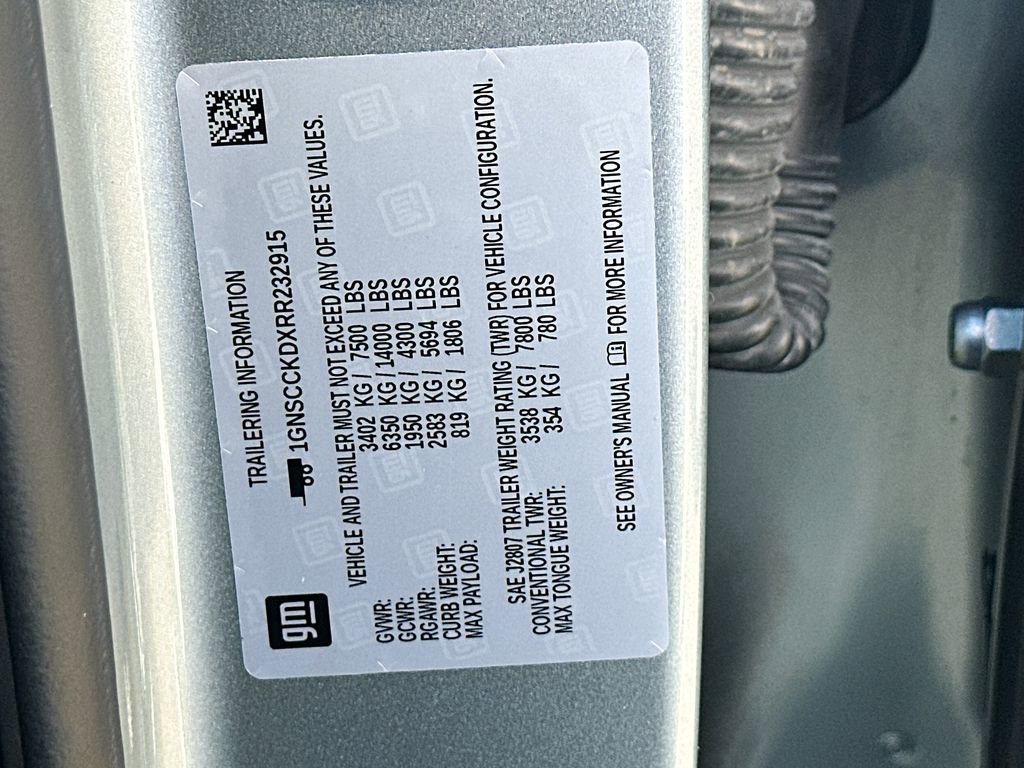 gm
TRAILERING INFORMATION
1GNSCCKDXRR232915
VEHICLE AND TRAILER MUST NOT EXCEED ANY OF THESE VALUES.
GVWR: 3402 KG / 7500 LBS
GCWR: 6350 KG / 14000 LBS
RGAWR: 1950 KG / 4300 LBS
CURB WEIGHT: 2583 KG / 5694 LBS
MAX PAYLOAD: 819 KG / 1806 LBS
SAE J2807 TRAILER WEIGHT RATING (TWR) FOR VEHICLE CONFIGURATION.
CONVENTIONAL TWR: 3538 KG / 7800 LBS
MAX TONGUE WEIGHT: 354 KG / 780 LBS
SEE OWNER'S MANUAL FOR MORE INFORMATION